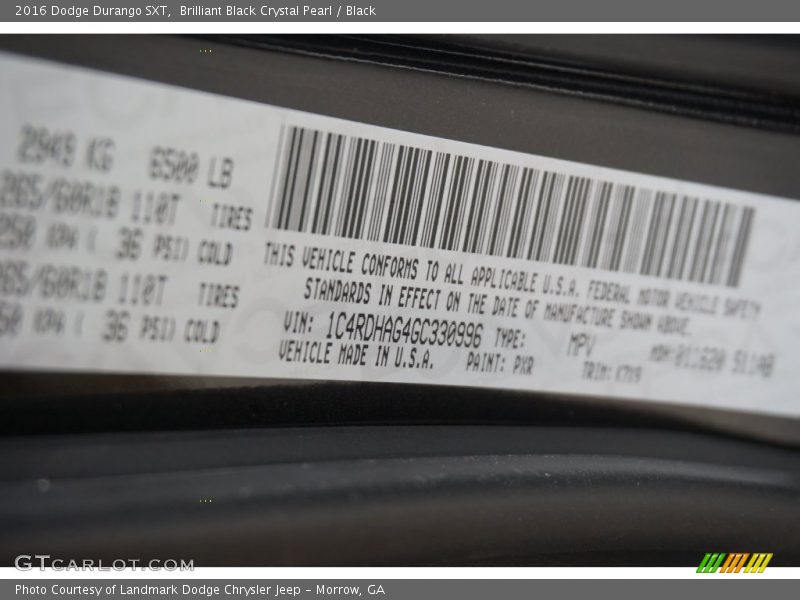 2016 Dodge Durango SXT,  Brilliant Black Crystal Pearl / Black
2949 KG 6500 LB
265/60R18 110T TIRES
250 KPA ( 36 PSI) COLD
265/60R18 110T TIRES
250 KPA ( 36 PSI) COLD
THIS VEHICLE CONFORMS TO ALL APPLICABLE U.S.A. FEDERAL MOTOR VEHICLE SAFETY
STANDARDS IN EFFECT ON THE DATE OF MANUFACTURE SHOWN ABOVE.
VIN: 1C4RDHAG4GC330996 TYPE: MPV
VEHICLE MADE IN U.S.A. PAINT: PXR TRIM:
GTCARLOT.COM
Photo Courtesy of Landmark Dodge Chrysler Jeep - Morrow, GA